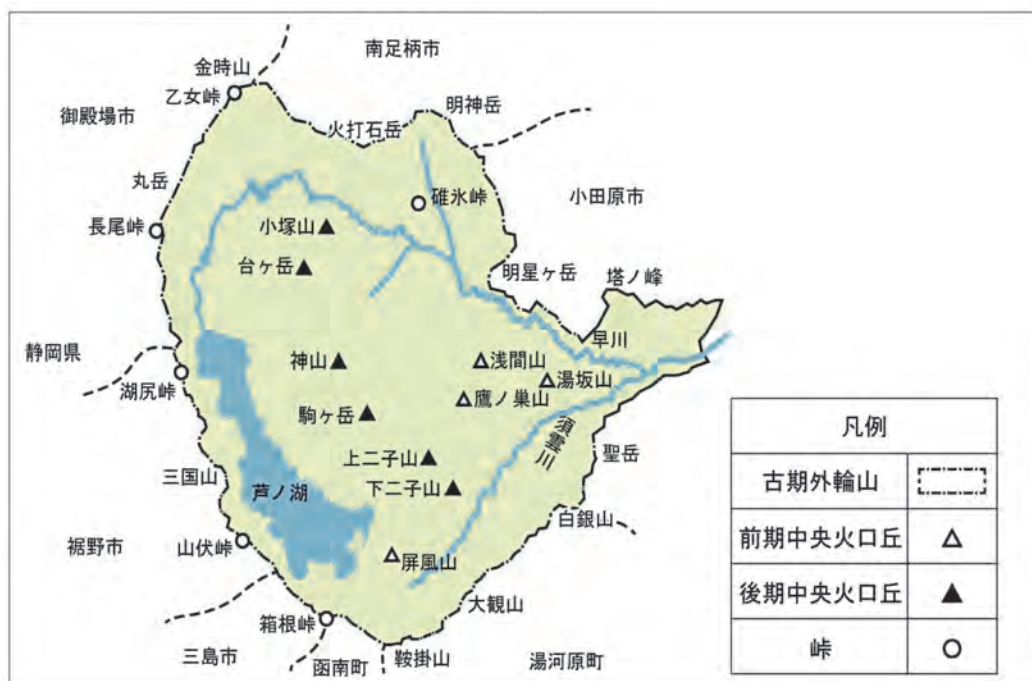 南足柄市
金時山
乙女峠
明神岳
御殿場市
火打石岳
丸岳
碓氷峠
小田原市
長尾峠
小塚山
台ヶ岳
明星ヶ岳
塔ノ峰
早川
静岡県
神山
浅間山
湯坂山
湖尻峠
鷹ノ巣山
駒ヶ岳
須雲川
上二子山
聖岳
三国山
芦ノ湖
下二子山
白銀山
裾野市
山伏峠
屏風山
大観山
箱根峠
三島市
函南町
鞍掛山
湯河原町
凡例
古期外輪山
前期中央火口丘
後期中央火口丘
峠